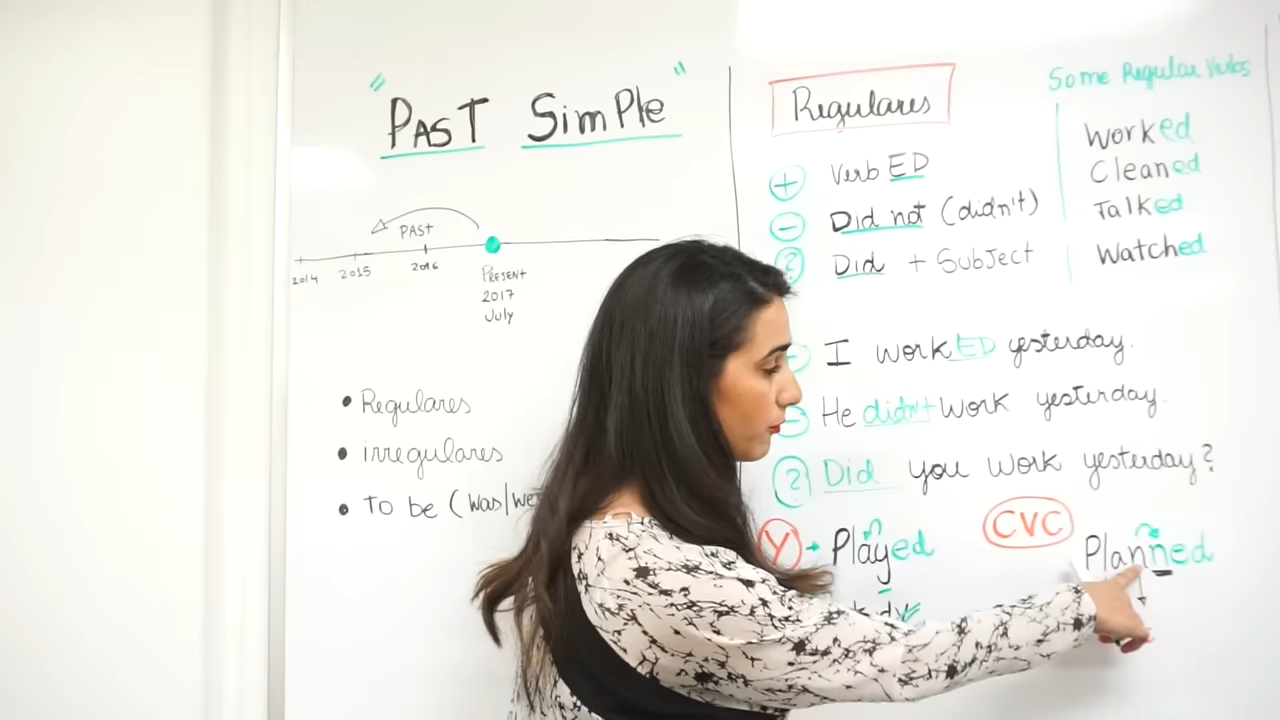 "PAST SimPle"
PAST
2014 2015 2016
PRESENT
2017
July
• Regulares
• irregulares
• To be (was/we
Regulares
+ Verb ED
- Did not (didn't)
? Did + Subject
Some Regular Verbs
Worked
Cleaned
Talked
Watched
I workED yesterday.
- He didn't work yesterday.
? Did you work yesterday?
Y → Played
CVC Planned